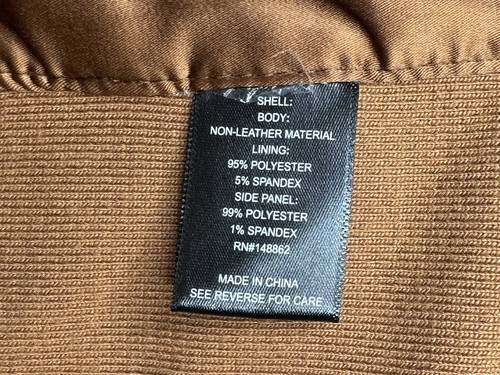 SHELL:
BODY:
NON-LEATHER MATERIAL
LINING:
95% POLYESTER
5% SPANDEX
SIDE PANEL:
99% POLYESTER
1% SPANDEX
RN#148862
MADE IN CHINA
SEE REVERSE FOR CARE